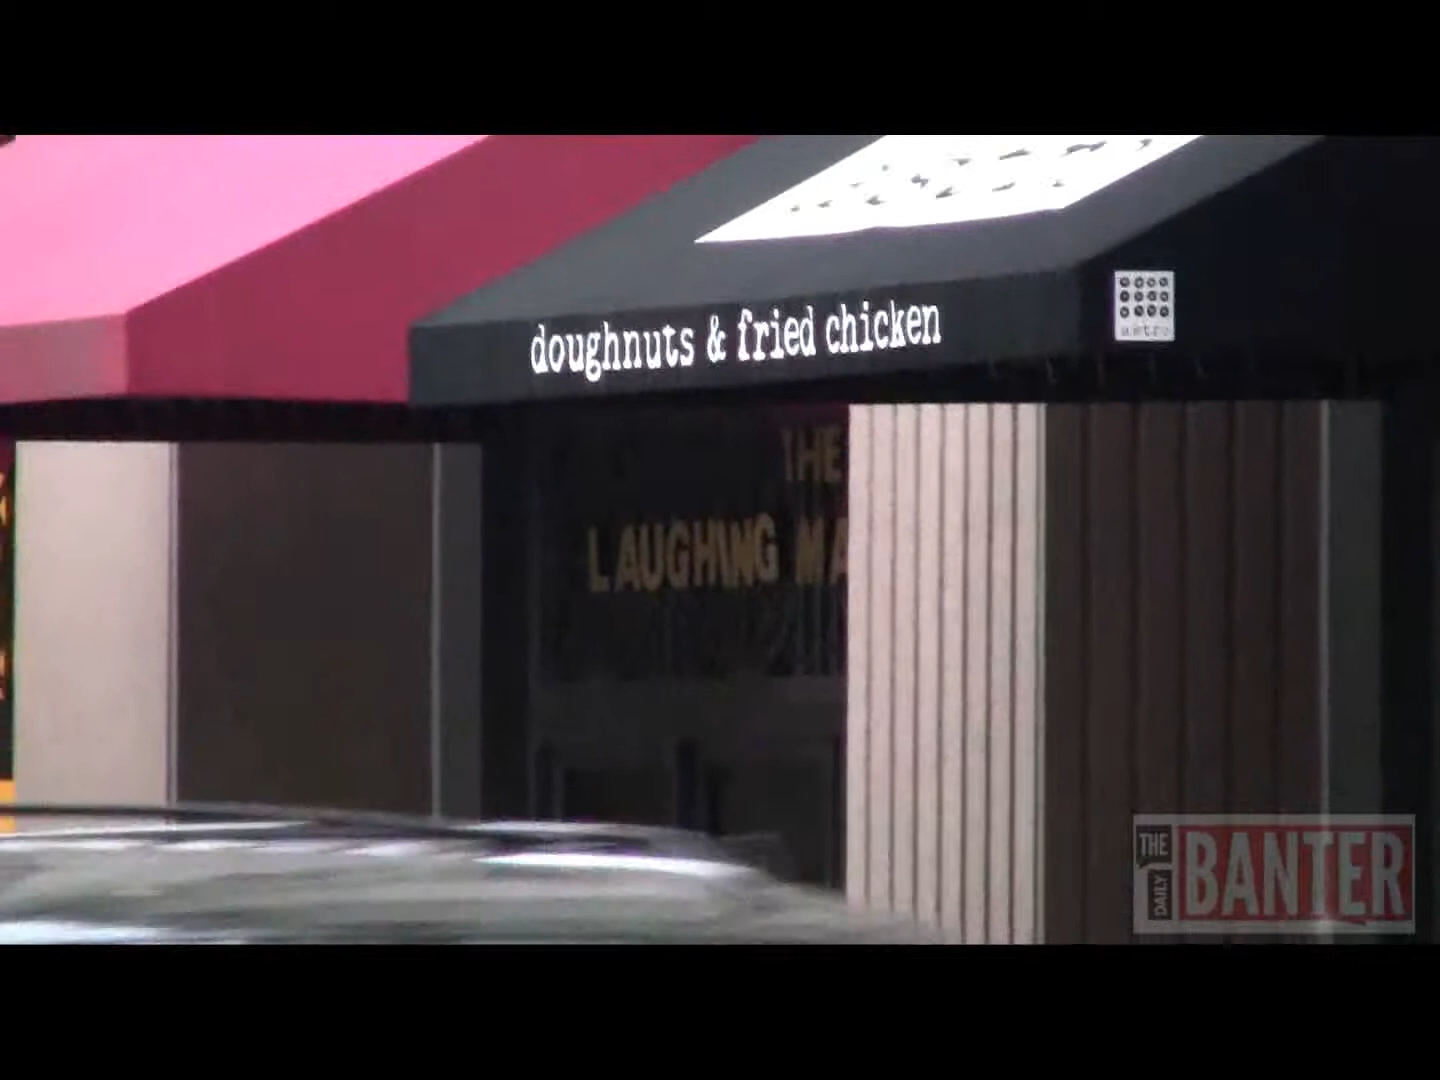 doughnuts & fried chicken
astro
THE
LAUGHING MA
THE
DAILY
BANTER